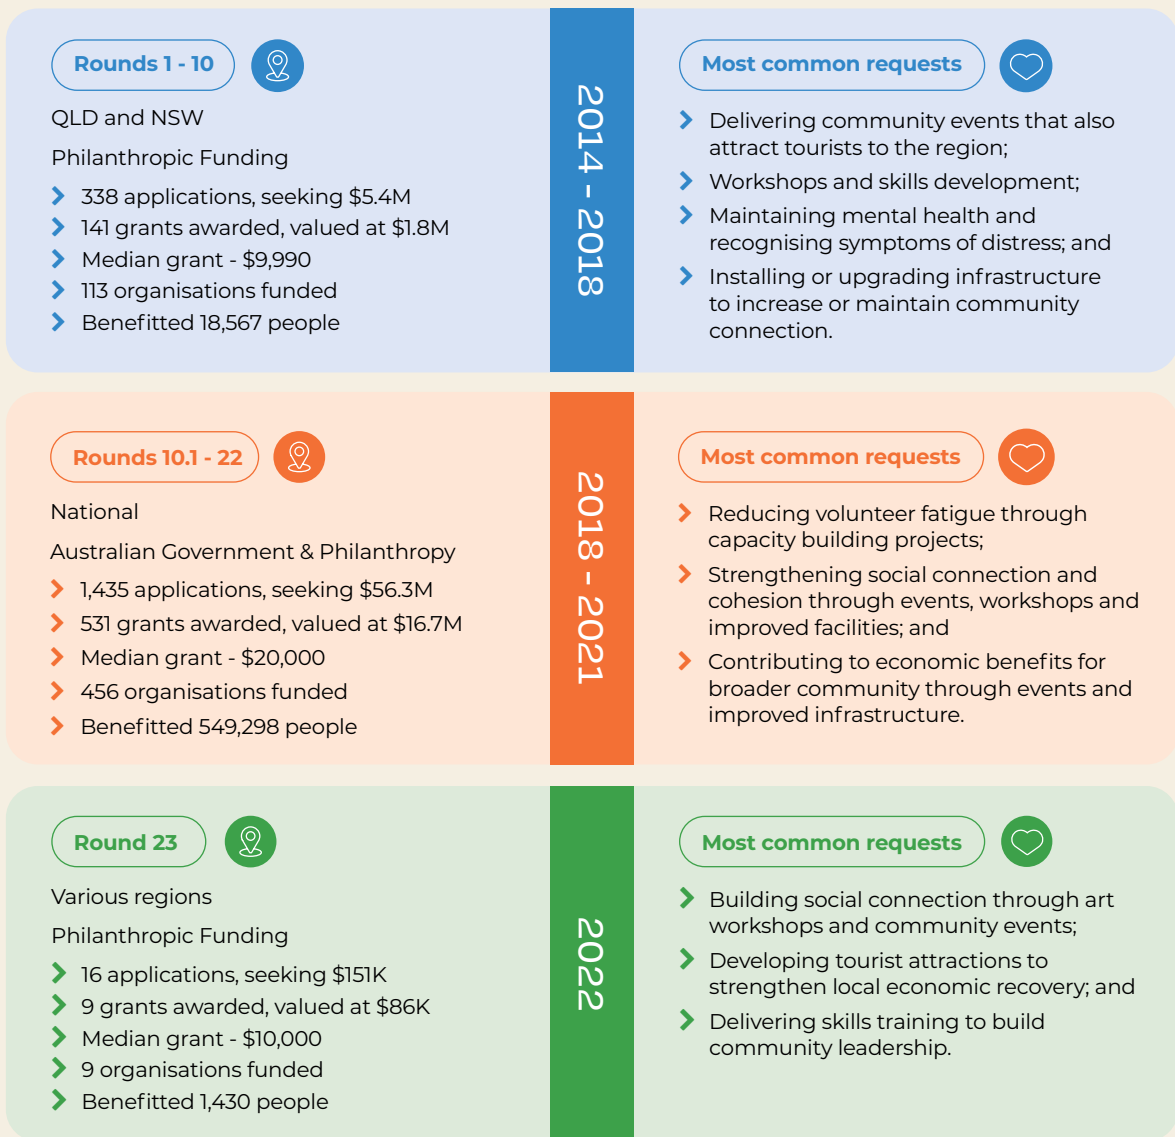 Rounds 1 - 10
QLD and NSW
Philanthropic Funding
338 applications, seeking $5.4M
141 grants awarded, valued at $1.8M
Median grant - $9,990
113 organisations funded
Benefitted 18,567 people
2014 - 2018
Most common requests
Delivering community events that also
attract tourists to the region;
Workshops and skills development;
Maintaining mental health and
recognising symptoms of distress; and
Installing or upgrading infrastructure
to increase or maintain community
connection.
Rounds 10.1 - 22
National
Australian Government & Philanthropy
1,435 applications, seeking $56.3M
531 grants awarded, valued at $16.7M
Median grant - $20,000
456 organisations funded
Benefitted 549,298 people
2018 - 2021
Most common requests
Reducing volunteer fatigue through
capacity building projects;
Strengthening social connection and
cohesion through events, workshops and
improved facilities; and
Contributing to economic benefits for
broader community through events and
improved infrastructure.
Round 23
Various regions
Philanthropic Funding
16 applications, seeking $151K
9 grants awarded, valued at $86K
Median grant - $10,000
9 organisations funded
Benefitted 1,430 people
2022
Most common requests
Building social connection through art
workshops and community events;
Developing tourist attractions to
strengthen local economic recovery; and
Delivering skills training to build
community leadership.